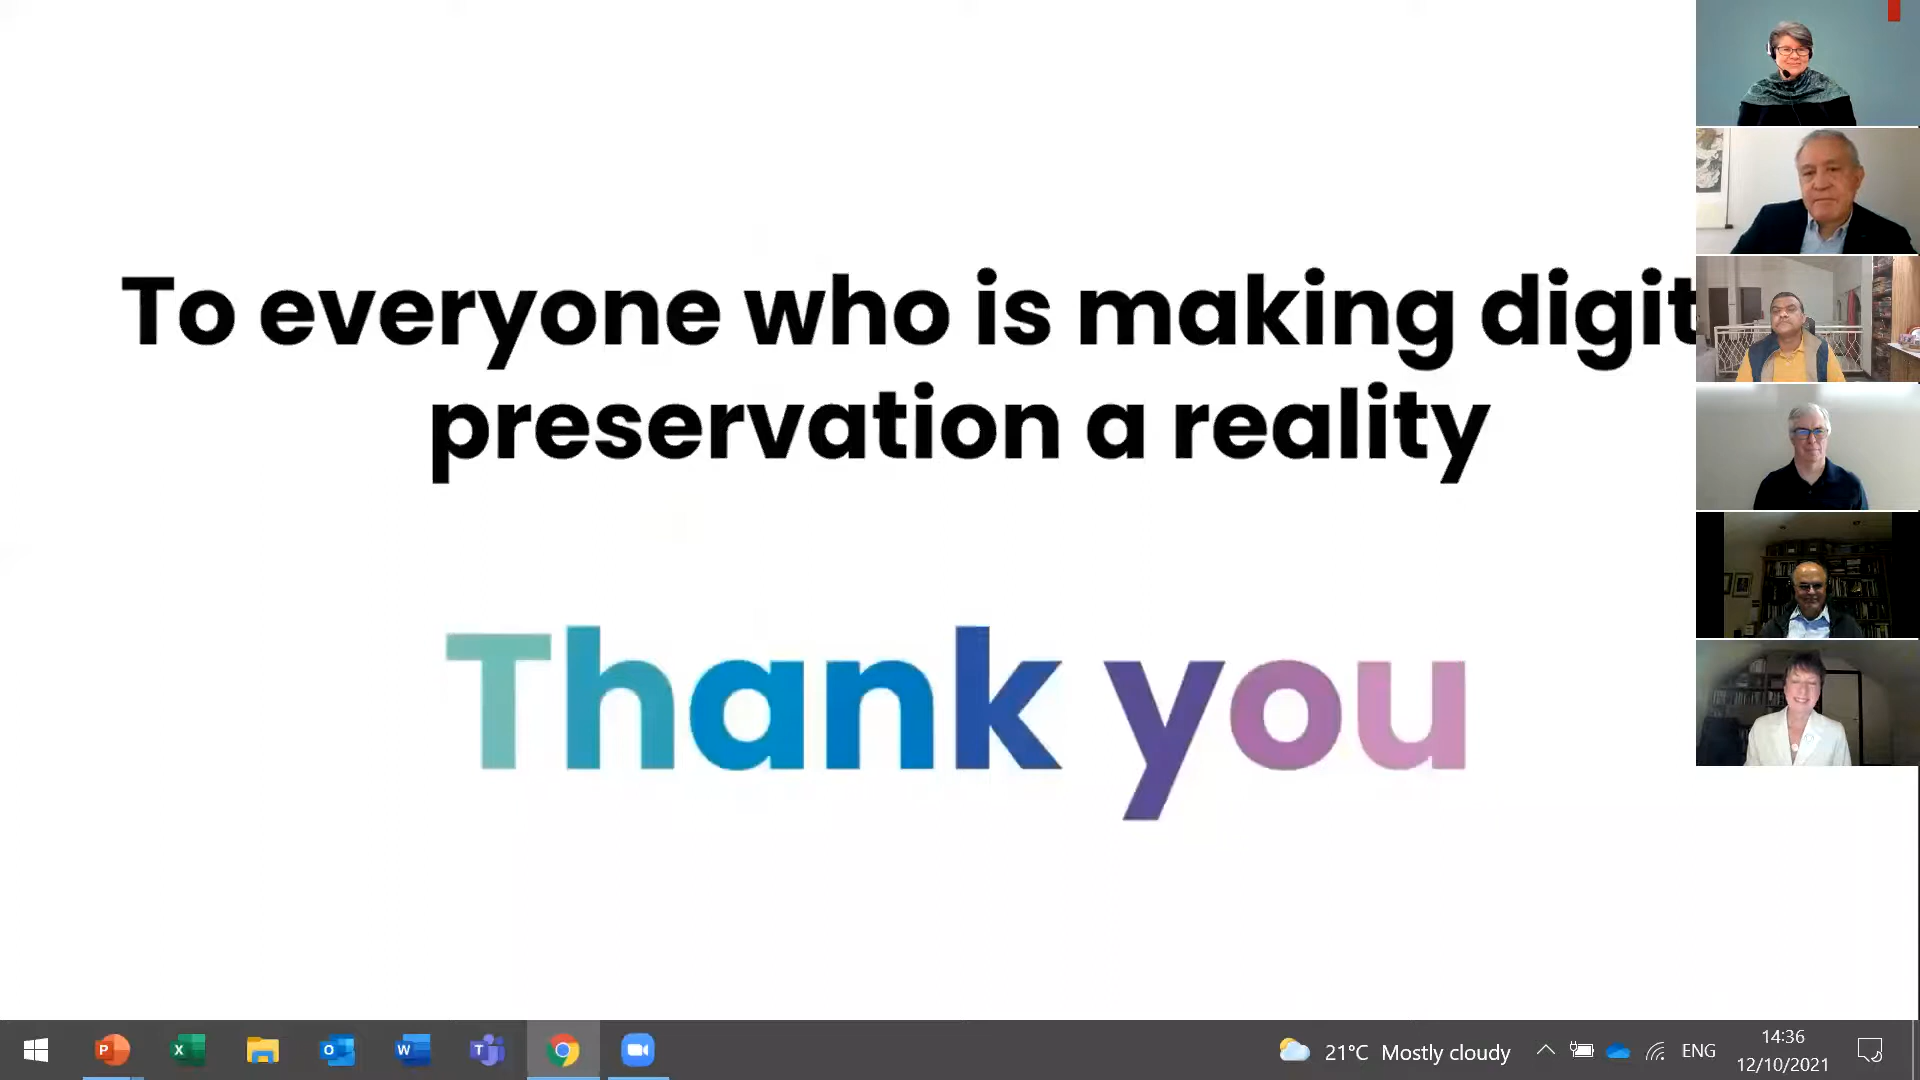 To everyone who is making digit
preservation a reality
Thank you
21°C Mostly cloudy
ENG
14:36
12/10/2021